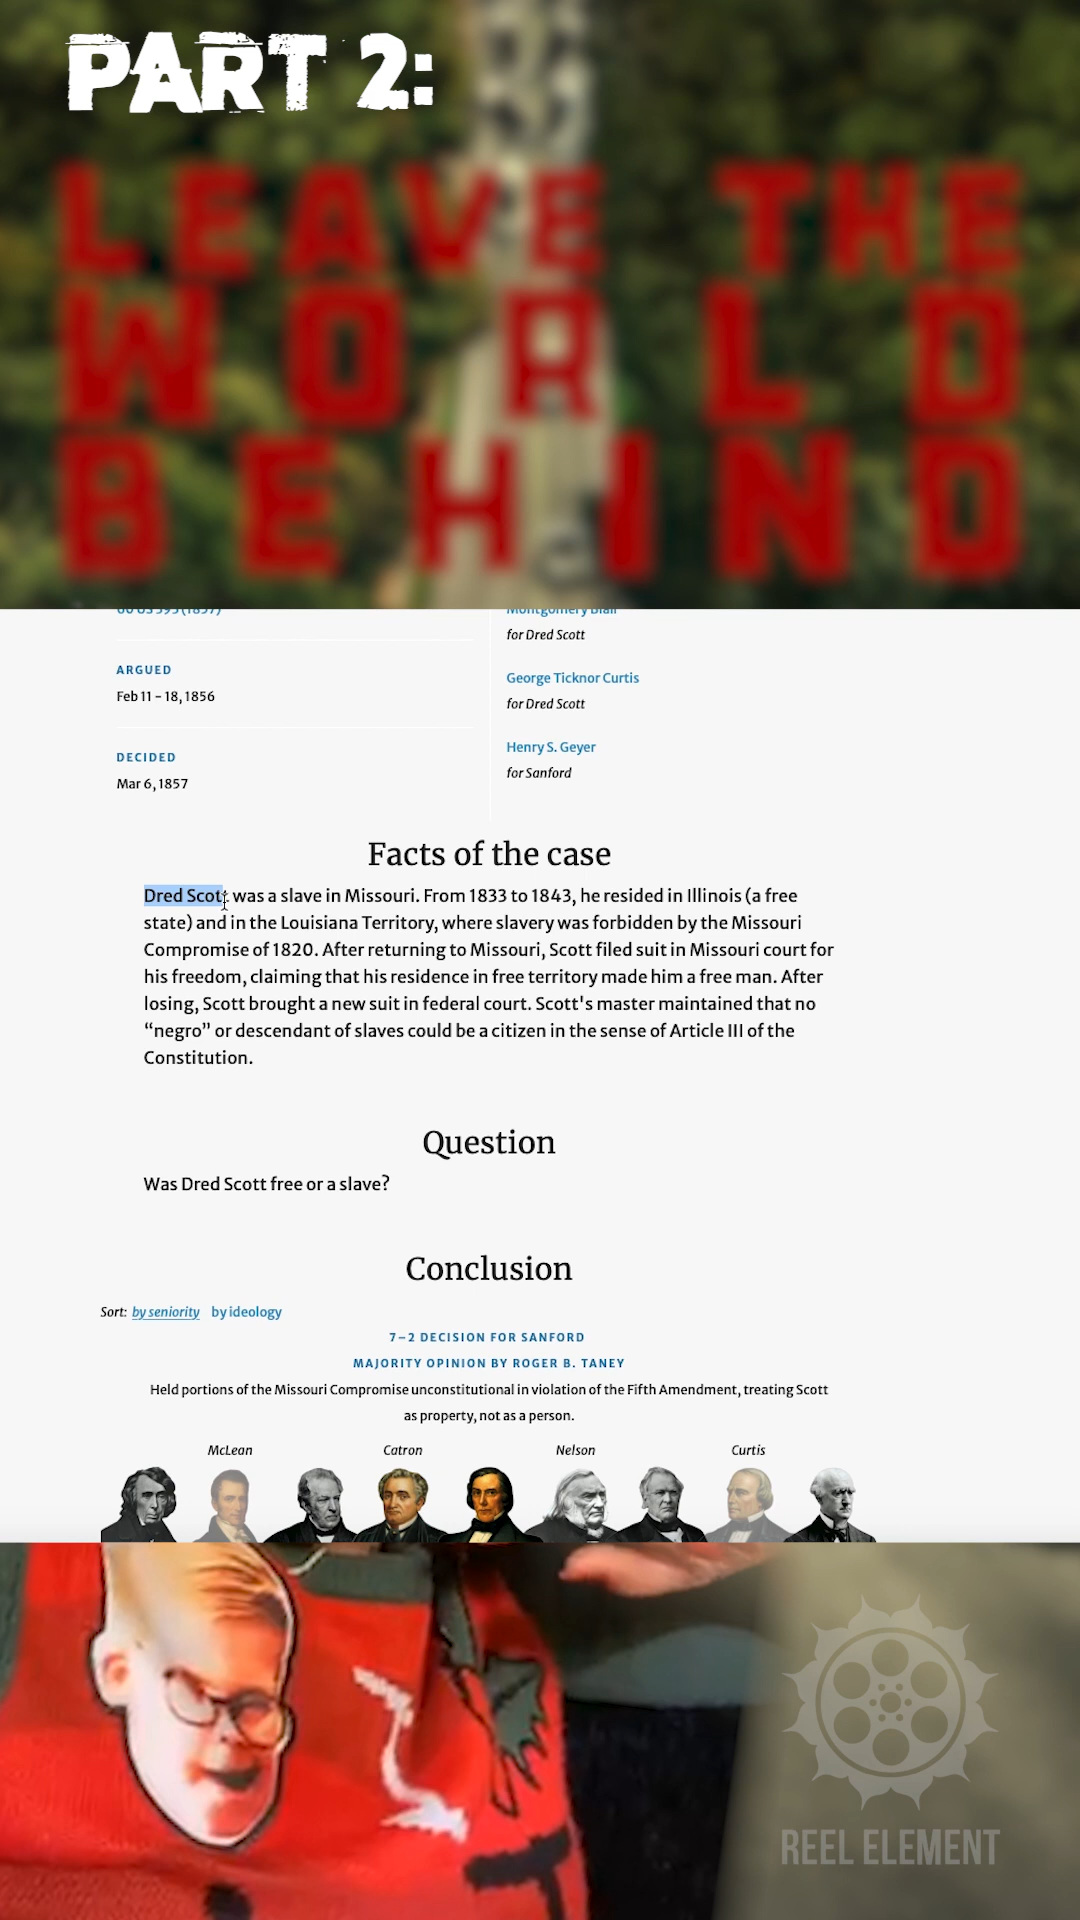 PART 2:
LEAVE THE
WORLD
BEHIND
60 US 393 (1857)
Montgomery Blair
for Dred Scott
ARGUED
Feb 11 - 18, 1856
George Ticknor Curtis
for Dred Scott
DECIDED
Mar 6, 1857
Henry S. Geyer
for Sanford
Facts of the case
Dred Scott was a slave in Missouri. From 1833 to 1843, he resided in Illinois (a free
state) and in the Louisiana Territory, where slavery was forbidden by the Missouri
Compromise of 1820. After returning to Missouri, Scott filed suit in Missouri court for
his freedom, claiming that his residence in free territory made him a free man. After
losing, Scott brought a new suit in federal court. Scott's master maintained that no
“negro” or descendant of slaves could be a citizen in the sense of Article III of the
Constitution.
Question
Was Dred Scott free or a slave?
Conclusion
Sort: by seniority by ideology
7–2 DECISION FOR SANFORD
MAJORITY OPINION BY ROGER B. TANEY
Held portions of the Missouri Compromise unconstitutional in violation of the Fifth Amendment, treating Scott
as property, not as a person.
McLean Catron Nelson Curtis
REEL ELEMENT